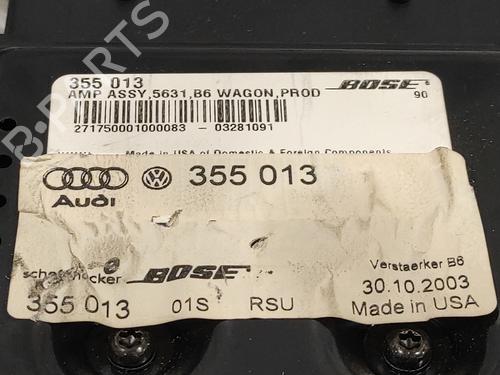 355 013
AMP ASSY,5631,B6 WAGON,PROD
BOSE
90
271750001000083 - 03281091
Made in USA of Domestic & Foreign Components
355 013
Audi
BOSE
Verstaerker B6
30.10.2003
355 013 01S RSU Made in USA
B-PARTS